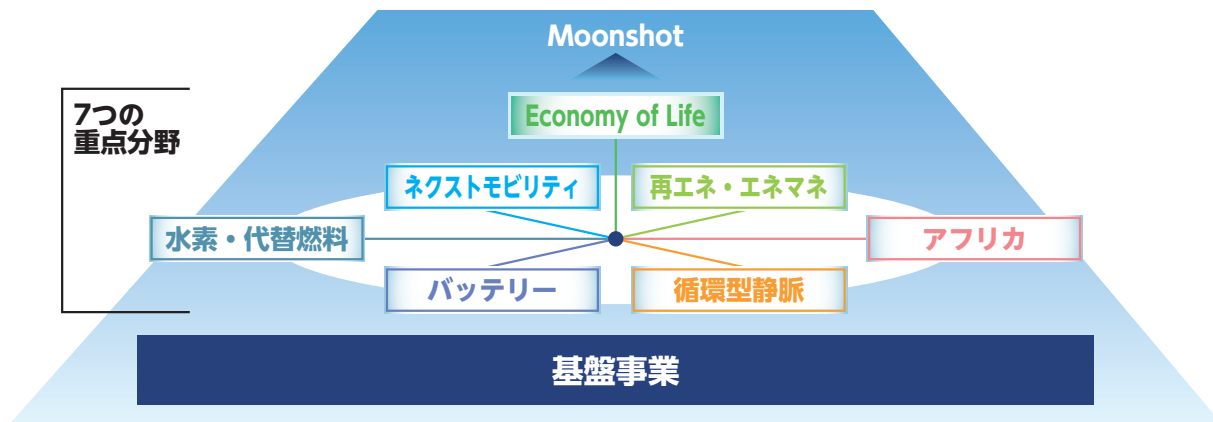 Moonshot
7つの
重点分野
Economy of Life
ネクストモビリティ
再エネ・エネマネ
水素・代替燃料
アフリカ
バッテリー
循環型静脈
基盤事業